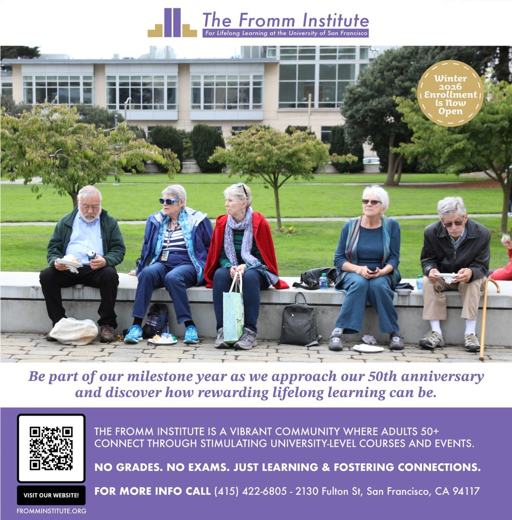 The Fromm Institute
For Lifelong Learning at the University of San Francisco
Winter
2026
Enrollment
Is Now
Open
Be part of our milestone year as we approach our 50th anniversary
and discover how rewarding lifelong learning can be.
THE FROMM INSTITUTE IS A VIBRANT COMMUNITY WHERE ADULTS 50+
CONNECT THROUGH STIMULATING UNIVERSITY-LEVEL COURSES AND EVENTS.
NO GRADES. NO EXAMS. JUST LEARNING & FOSTERING CONNECTIONS.
FOR MORE INFO CALL (415) 422-6805 - 2130 Fulton St, San Francisco, CA 94117
VISIT OUR WEBSITE!
FROMMINSTITUTE.ORG